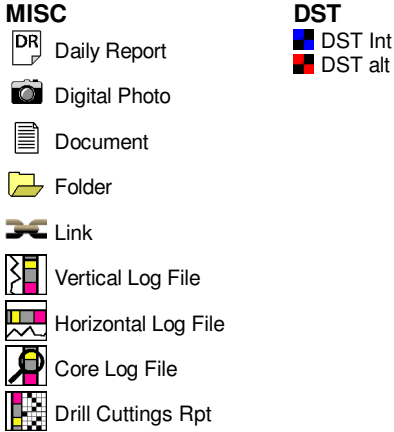 MISC
DR
Daily Report
Digital Photo
Document
Folder
Link
Vertical Log File
Horizontal Log File
Core Log File
Drill Cuttings Rpt
DST
DST Int
DST alt